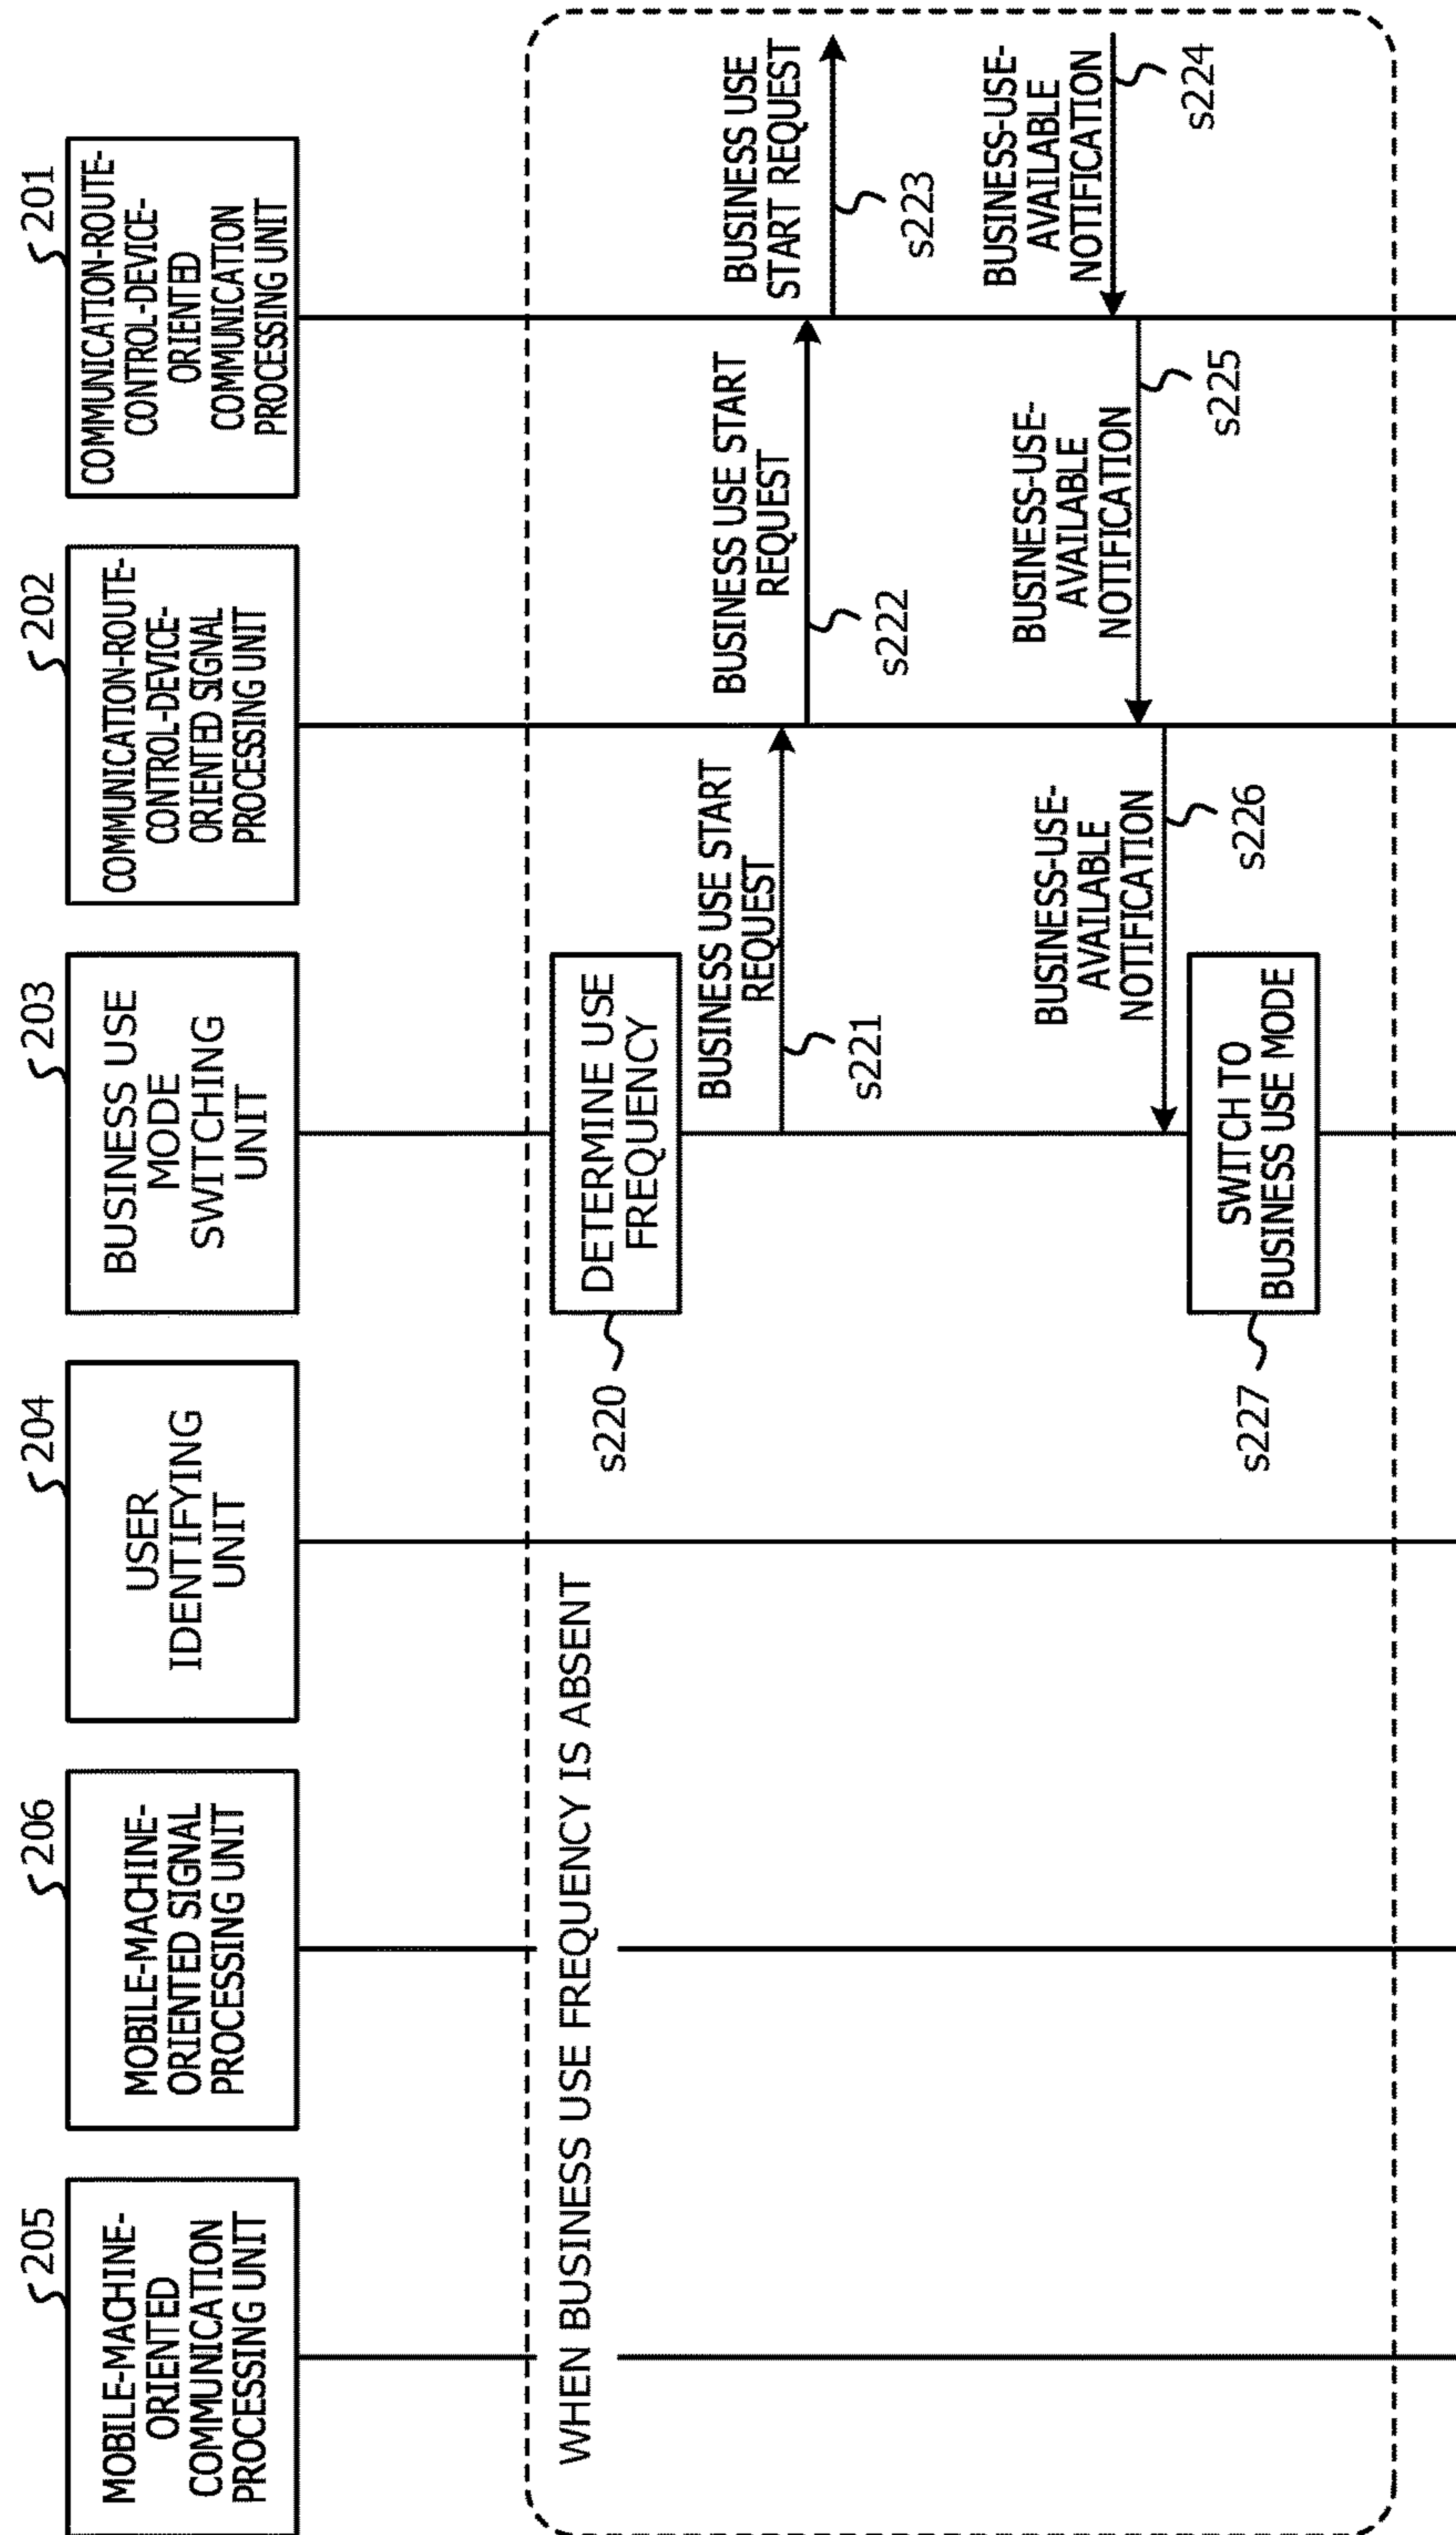 205
MOBILE-MACHINE-
ORIENTED
COMMUNICATION
PROCESSING UNIT
206
MOBILE-MACHINE-
ORIENTED SIGNAL
PROCESSING UNIT
204
USER
IDENTIFYING
UNIT
203
BUSINESS USE
MODE
SWITCHING
UNIT
202
COMMUNICATION-ROUTE-
CONTROL-DEVICE-
ORIENTED SIGNAL
PROCESSING UNIT
201
COMMUNICATION-ROUTE-
CONTROL-DEVICE-
ORIENTED
COMMUNICATION
PROCESSING UNIT
WHEN BUSINESS USE FREQUENCY IS ABSENT
s220
DETERMINE USE
FREQUENCY
BUSINESS USE START
REQUEST
s221
BUSINESS USE START
REQUEST
s222
BUSINESS USE
START REQUEST
s223
BUSINESS-USE-
AVAILABLE
NOTIFICATION
s224
BUSINESS-USE-
AVAILABLE
NOTIFICATION
s225
BUSINESS-USE-
AVAILABLE
NOTIFICATION
s226
s227
SWITCH TO
BUSINESS USE MODE